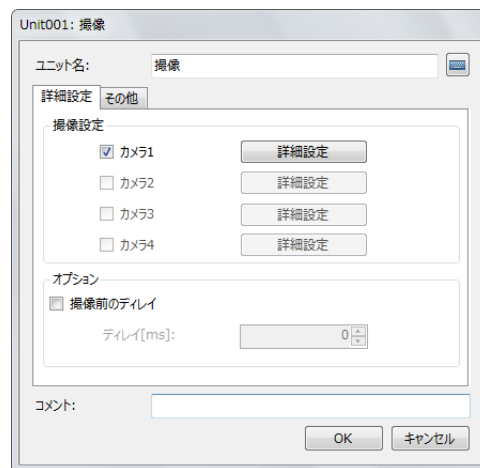 Unit001: 撮像
ユニット名: 撮像
詳細設定 その他
撮像設定
カメラ1 詳細設定
カメラ2 詳細設定
カメラ3 詳細設定
カメラ4 詳細設定
オプション
撮像前のディレイ
ディレイ[ms]: 0
コメント:
OK キャンセル